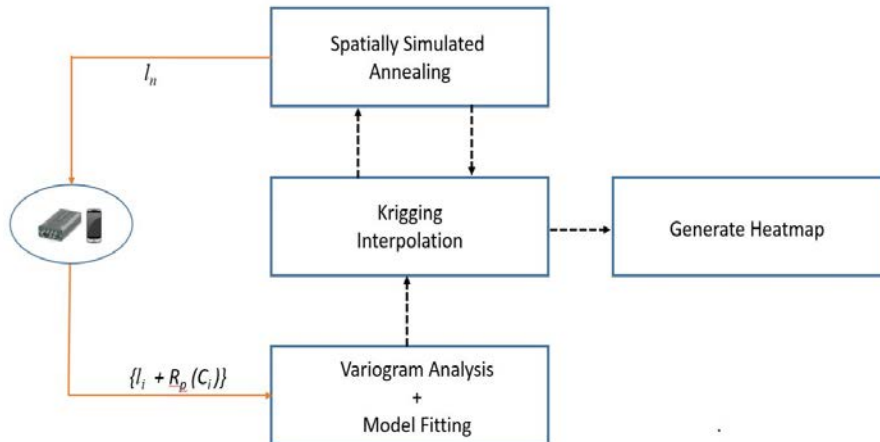 Spatially Simulated
Annealing
l_n
Krigging
Interpolation
Generate Heatmap
{l_i + R_p (C_i)}
Variogram Analysis
+
Model Fitting
.